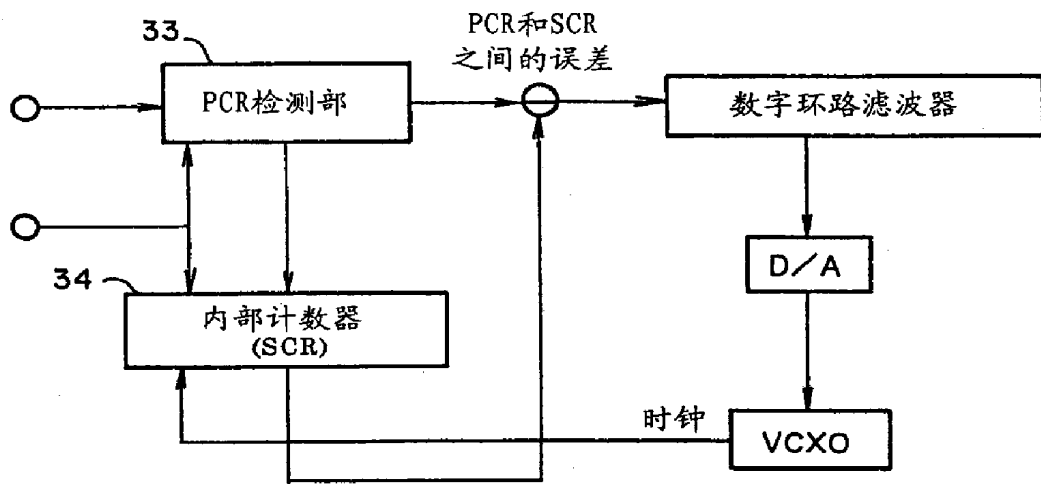 33
PCR检测部
PCR和SCR
之间的误差
数字环路滤波器
D/A
34
内部计数器
(SCR)
时钟
VCXO